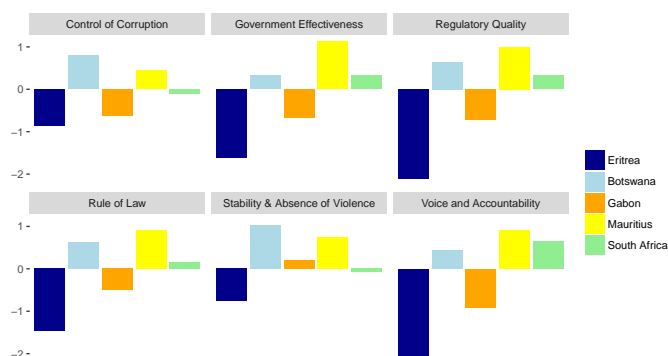 Control of Corruption
Government Effectiveness
Regulatory Quality
1
0
−1
−2
Rule of Law
Stability & Absence of Violence
Voice and Accountability
1
0
−1
−2
Eritrea
Botswana
Gabon
Mauritius
South Africa